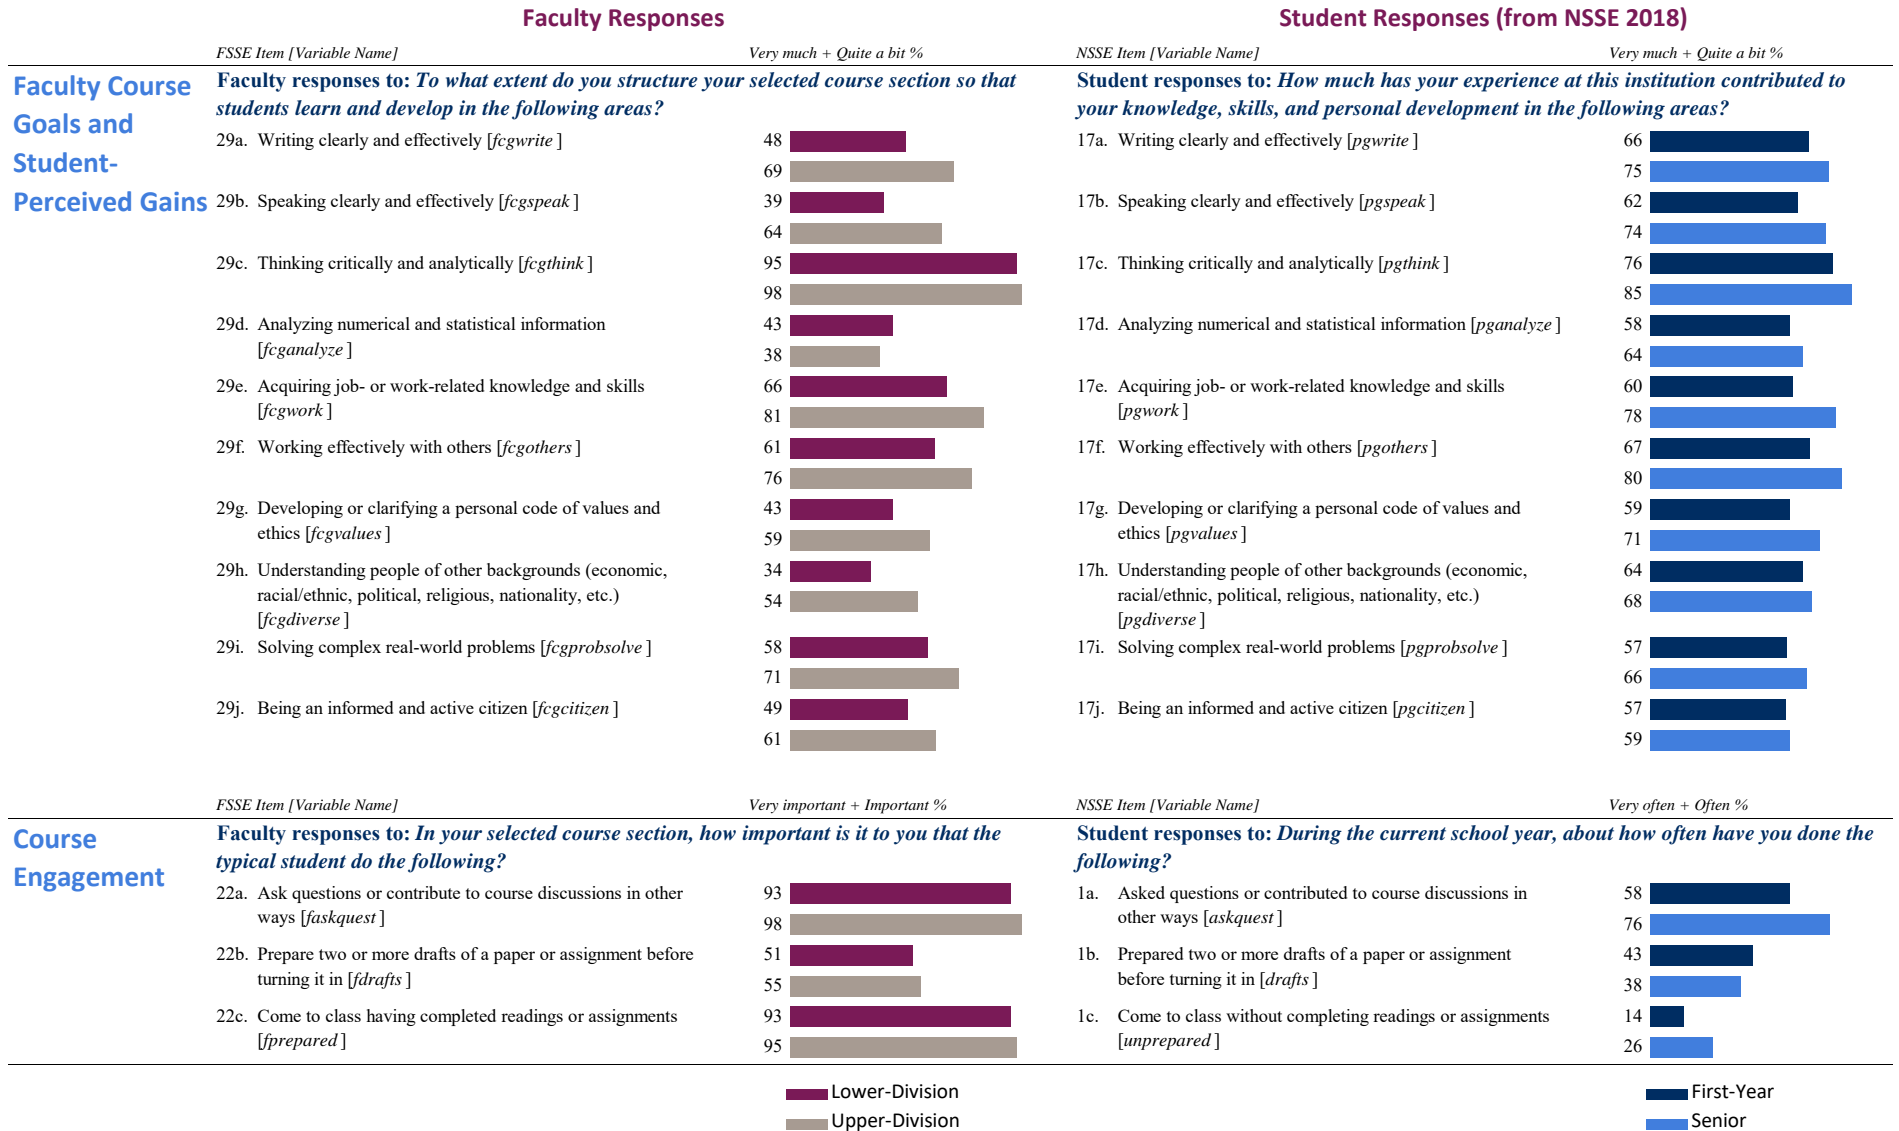 Faculty Responses
Student Responses (from NSSE 2018)
FSSE Item [Variable Name]
Very much + Quite a bit %
NSSE Item [Variable Name]
Very much + Quite a bit %
Faculty Course
Goals and
Student-
Perceived Gains
Faculty responses to: To what extent do you structure your selected course section so that
students learn and develop in the following areas?
29a. Writing clearly and effectively [fcgwrite ]
48
69
29b. Speaking clearly and effectively [fcgspeak ]
39
64
29c. Thinking critically and analytically [fcgthink ]
95
98
29d. Analyzing numerical and statistical information
[fcganalyze ]
43
38
29e. Acquiring job- or work-related knowledge and skills
[fcgwork ]
66
81
29f. Working effectively with others [fcgothers ]
61
76
29g. Developing or clarifying a personal code of values and
ethics [fcgvalues ]
43
59
29h. Understanding people of other backgrounds (economic,
racial/ethnic, political, religious, nationality, etc.)
[fcgdiverse ]
34
54
29i. Solving complex real-world problems [fcgprobsolve ]
58
71
29j. Being an informed and active citizen [fcgcitizen ]
49
61
Student responses to: How much has your experience at this institution contributed to
your knowledge, skills, and personal development in the following areas?
17a. Writing clearly and effectively [pgwrite ]
66
75
17b. Speaking clearly and effectively [pgspeak ]
62
74
17c. Thinking critically and analytically [pgthink ]
76
85
17d. Analyzing numerical and statistical information [pganalyze ]
58
64
17e. Acquiring job- or work-related knowledge and skills
[pgwork ]
60
78
17f. Working effectively with others [pgothers ]
67
80
17g. Developing or clarifying a personal code of values and
ethics [pgvalues ]
59
71
17h. Understanding people of other backgrounds (economic,
racial/ethnic, political, religious, nationality, etc.)
[pgdiverse ]
64
68
17i. Solving complex real-world problems [pgprobsolve ]
57
66
17j. Being an informed and active citizen [pgcitizen ]
57
59
FSSE Item [Variable Name]
Very important + Important %
NSSE Item [Variable Name]
Very often + Often %
Course
Engagement
Faculty responses to: In your selected course section, how important is it to you that the
typical student do the following?
22a. Ask questions or contribute to course discussions in other
ways [faskquest ]
93
98
22b. Prepare two or more drafts of a paper or assignment before
turning it in [fdrafts ]
51
55
22c. Come to class having completed readings or assignments
[fprepared ]
93
95
Student responses to: During the current school year, about how often have you done the
following?
1a. Asked questions or contributed to course discussions in
other ways [askquest ]
58
76
1b. Prepared two or more drafts of a paper or assignment
before turning it in [drafts ]
43
38
1c. Come to class without completing readings or assignments
[unprepared ]
14
26
Lower-Division
Upper-Division
First-Year
Senior